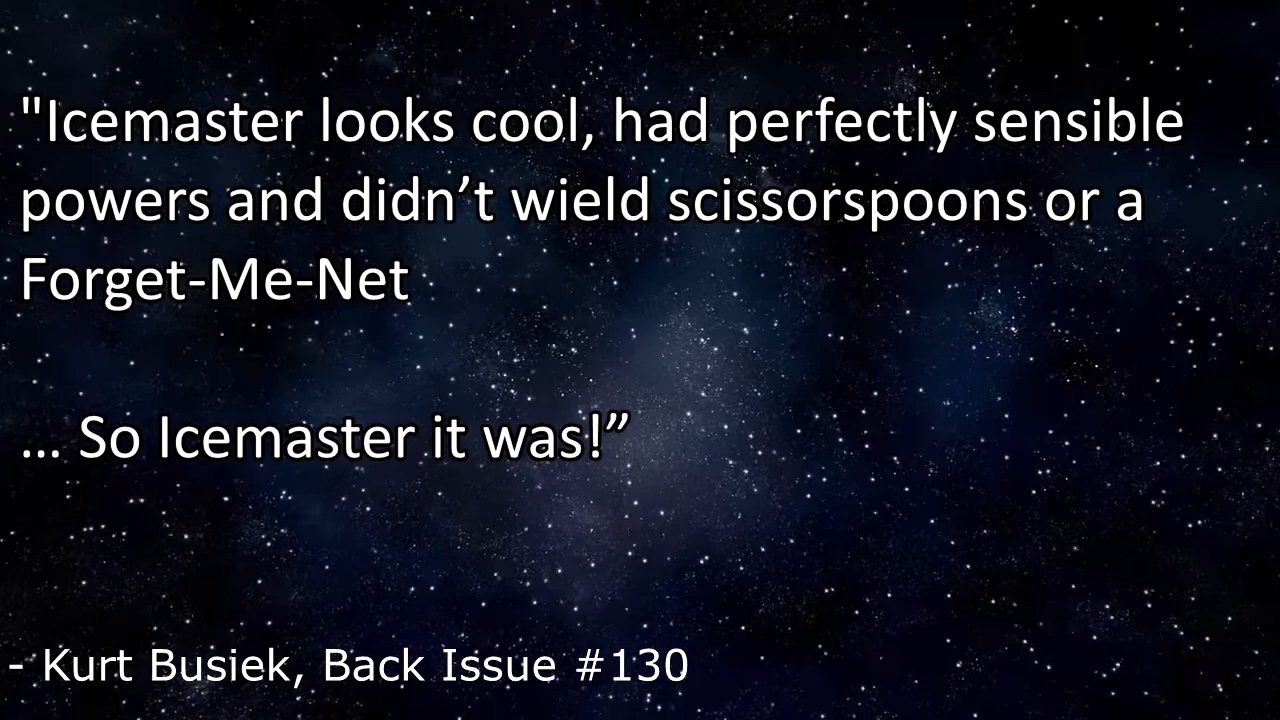 "Icemaster looks cool, had perfectly sensible
powers and didn’t wield scissorspoons or a
Forget-Me-Net
… So Icemaster it was!”
- Kurt Busiek, Back Issue #130